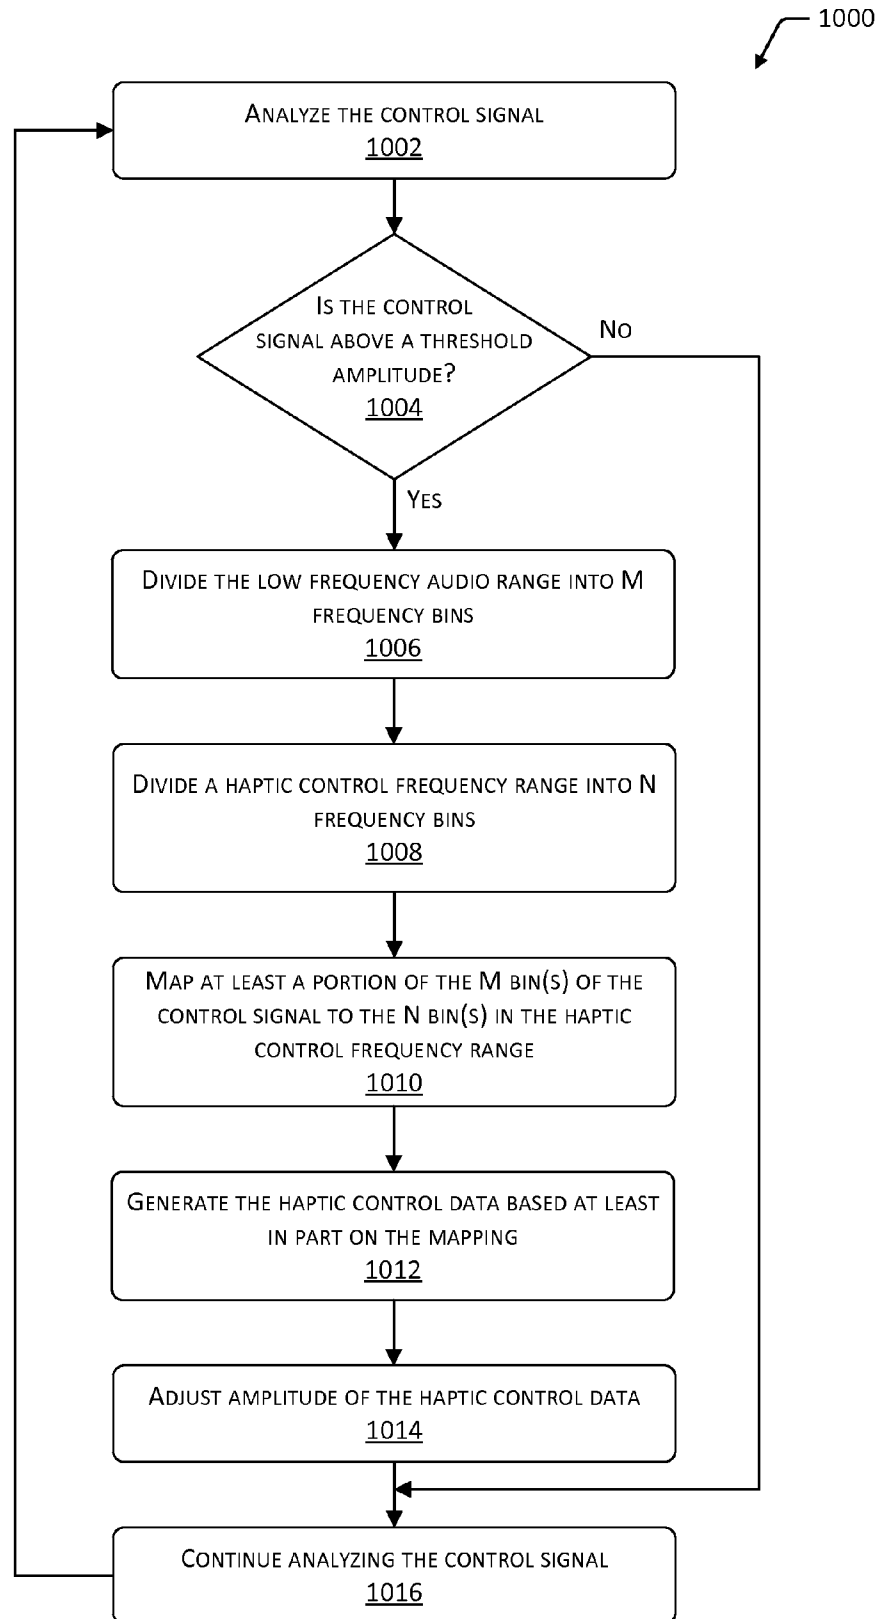 1000
ANALYZE THE CONTROL SIGNAL
1002
IS THE CONTROL
SIGNAL ABOVE A THRESHOLD
AMPLITUDE?
1004
NO
YES
DIVIDE THE LOW FREQUENCY AUDIO RANGE INTO M
FREQUENCY BINS
1006
DIVIDE A HAPTIC CONTROL FREQUENCY RANGE INTO N
FREQUENCY BINS
1008
MAP AT LEAST A PORTION OF THE M BIN(S) OF THE
CONTROL SIGNAL TO THE N BIN(S) IN THE HAPTIC
CONTROL FREQUENCY RANGE
1010
GENERATE THE HAPTIC CONTROL DATA BASED AT LEAST
IN PART ON THE MAPPING
1012
ADJUST AMPLITUDE OF THE HAPTIC CONTROL DATA
1014
CONTINUE ANALYZING THE CONTROL SIGNAL
1016